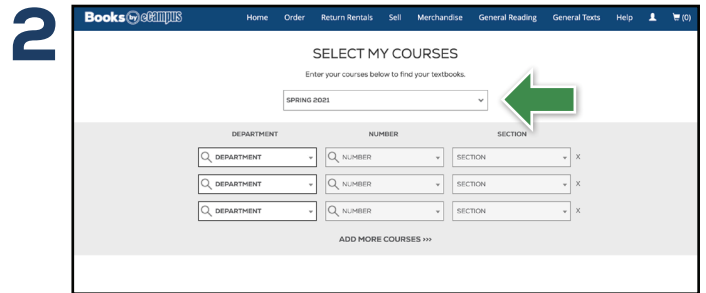 2
Books by eCampus Home Order Return Rentals Sell Merchandise General Reading General Texts Help (0)
SELECT MY COURSES
Enter your courses below to find your textbooks.
SPRING 2021
DEPARTMENT NUMBER SECTION
DEPARTMENT NUMBER SECTION X
DEPARTMENT NUMBER SECTION X
DEPARTMENT NUMBER SECTION X
ADD MORE COURSES >>>